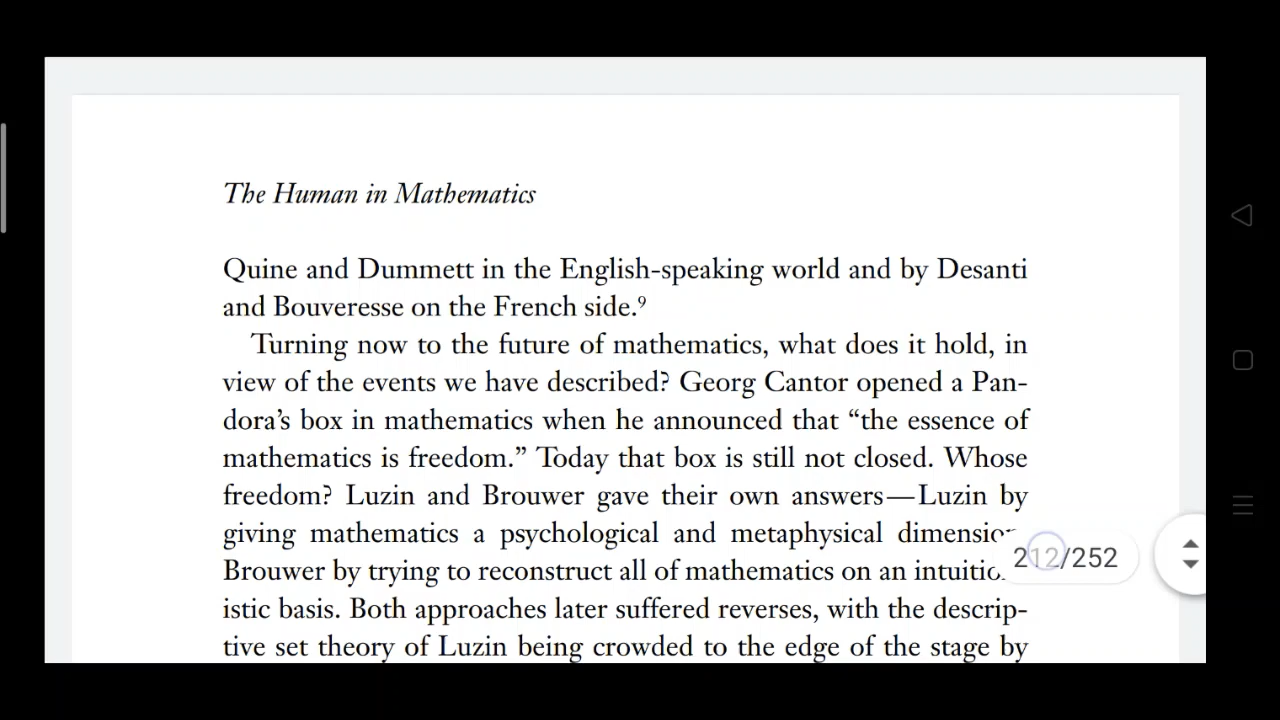 The Human in Mathematics
Quine and Dummett in the English-speaking world and by Desanti
and Bouveresse on the French side.⁹
Turning now to the future of mathematics, what does it hold, in
view of the events we have described? Georg Cantor opened a Pan-
dora’s box in mathematics when he announced that “the essence of
mathematics is freedom.” Today that box is still not closed. Whose
freedom? Luzin and Brouwer gave their own answers—Luzin by
giving mathematics a psychological and metaphysical
Brouwer by trying to reconstruct all of mathematics on an
212/252
istic basis. Both approaches later suffered reverses, with the descrip-
tive set theory of Luzin being crowded to the edge of the stage by